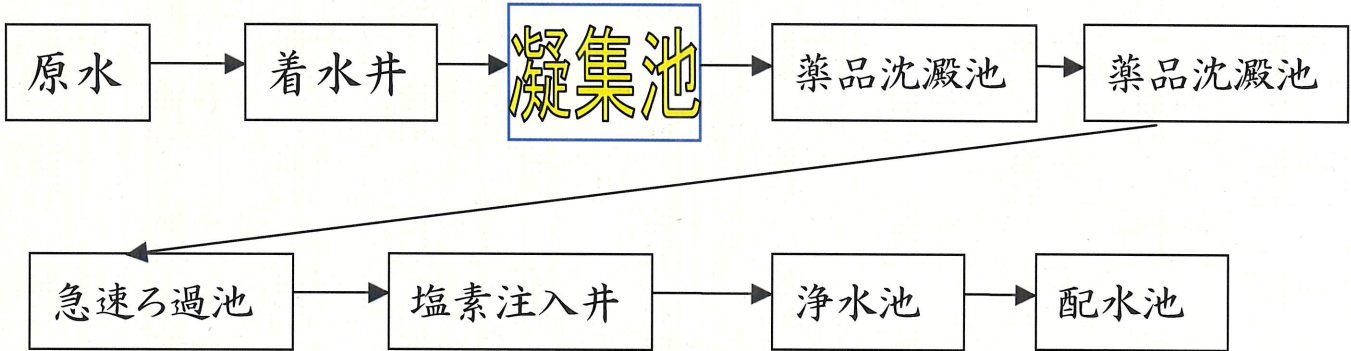 原水
着水井
凝集池
薬品沈澱池
薬品沈澱池
急速ろ過池
塩素注入井
浄水池
配水池